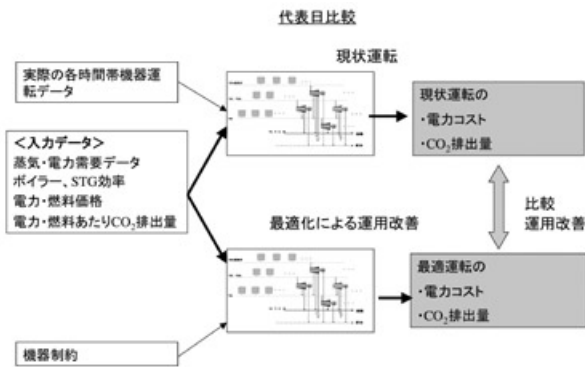 代表日比較
現状運転
実際の各時間帯機器運
転データ
現状運転の
・電力コスト
・CO₂排出量
<入力データ>
蒸気・電力需要データ
ボイラー、STG効率
電力・燃料価格
電力・燃料あたりCO₂排出量
比較
運用改善
最適化による運用改善
最適運転の
・電力コスト
・CO₂排出量
機器制約